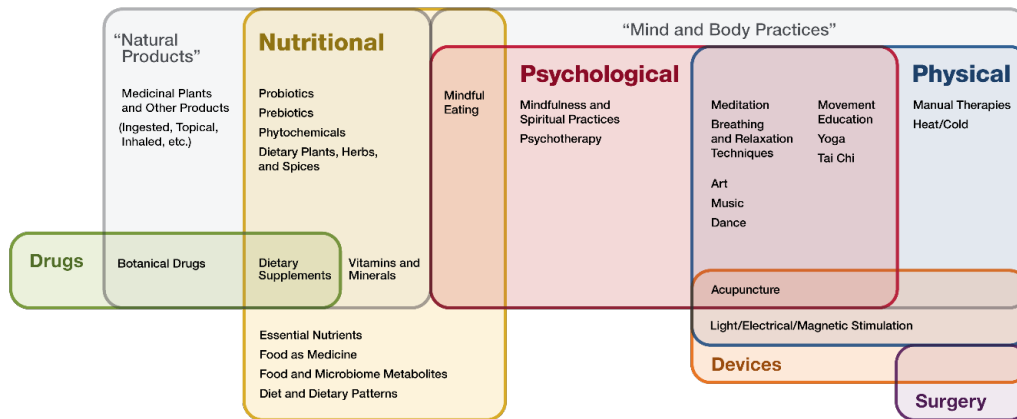 “Natural
Products”
Medicinal Plants
and Other Products
(Ingested, Topical,
Inhaled, etc.)
Nutritional
Probiotics
Prebiotics
Phytochemicals
Dietary Plants, Herbs,
and Spices
“Mind and Body Practices”
Mindful
Eating
Psychological
Mindfulness and
Spiritual Practices
Psychotherapy
Meditation
Breathing
and Relaxation
Techniques
Art
Music
Dance
Movement
Education
Yoga
Tai Chi
Physical
Manual Therapies
Heat/Cold
Drugs
Botanical Drugs
Dietary
Supplements
Vitamins and
Minerals
Acupuncture
Light/Electrical/Magnetic Stimulation
Essential Nutrients
Food as Medicine
Food and Microbiome Metabolites
Diet and Dietary Patterns
Devices
Surgery